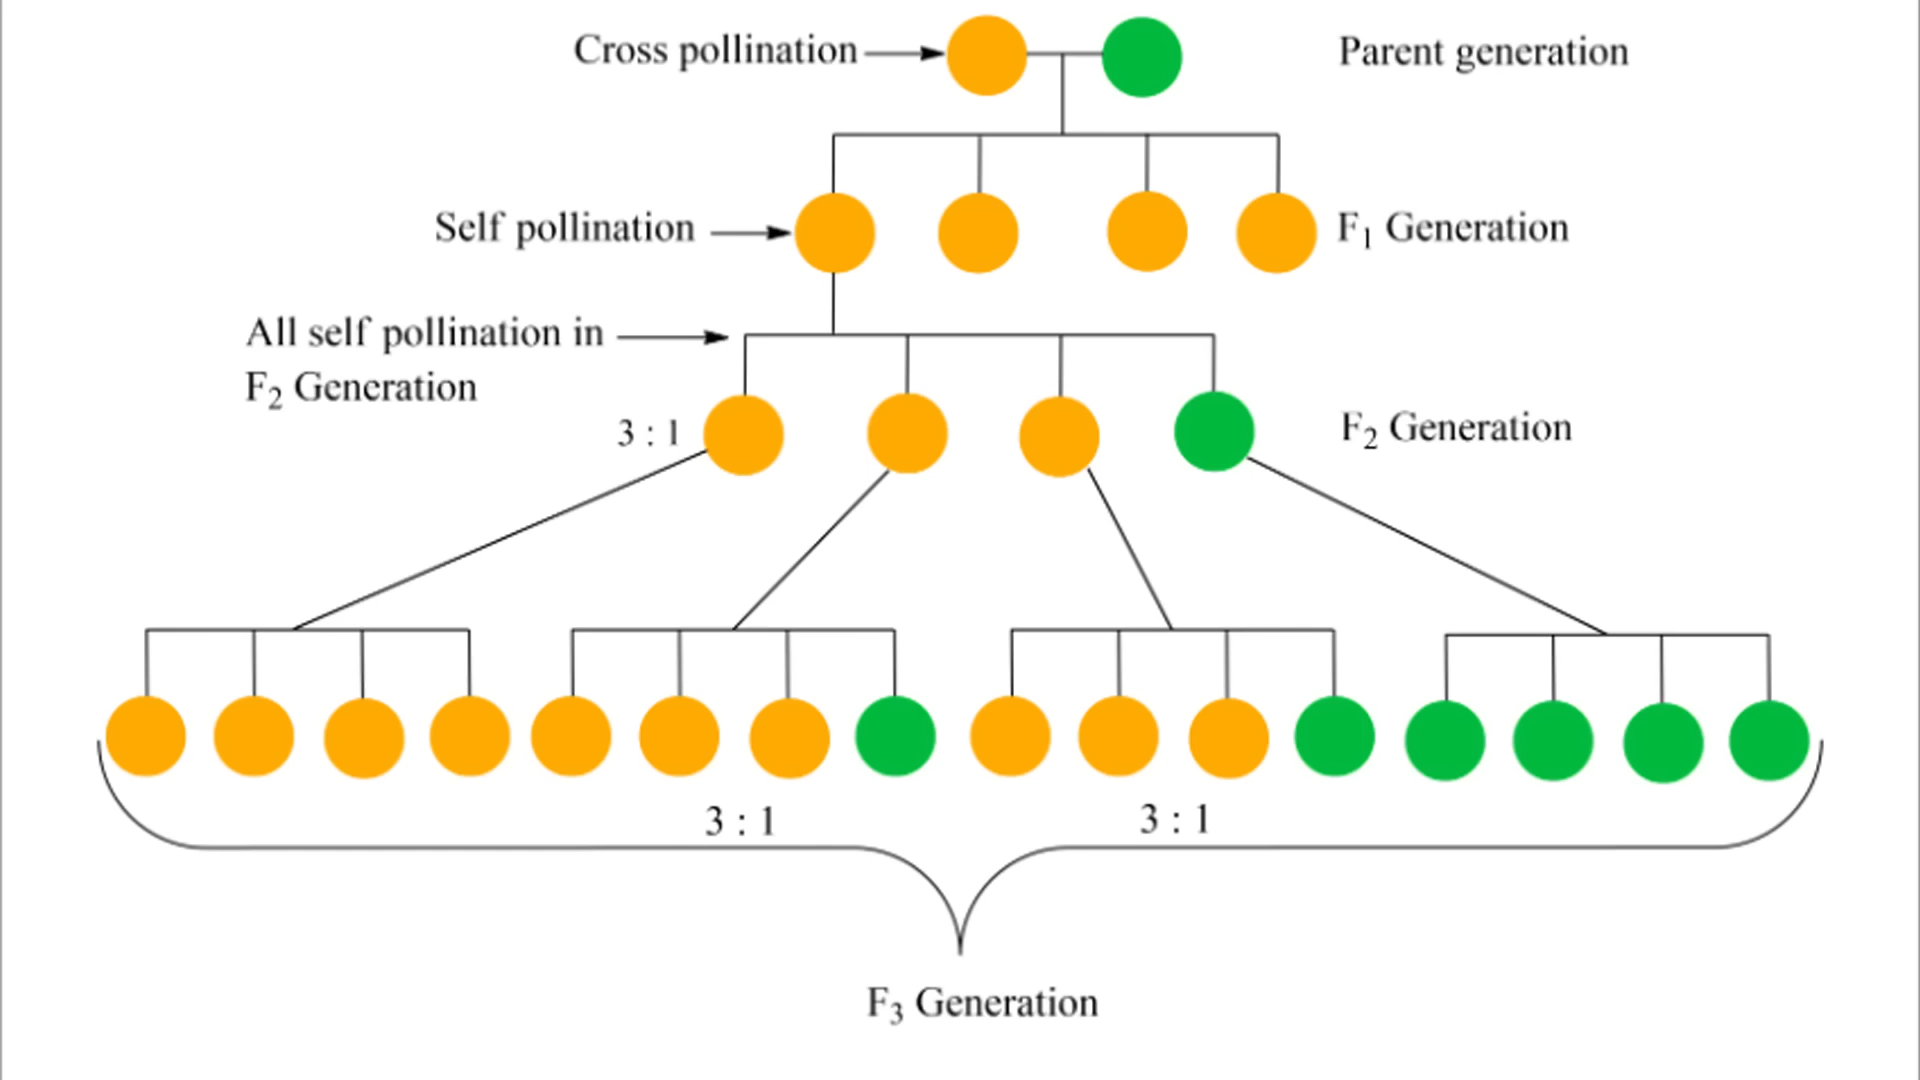 Cross pollination
Parent generation
Self pollination
F₁ Generation
All self pollination in
F₂ Generation
3 : 1
F₂ Generation
3 : 1
3 : 1
F₃ Generation